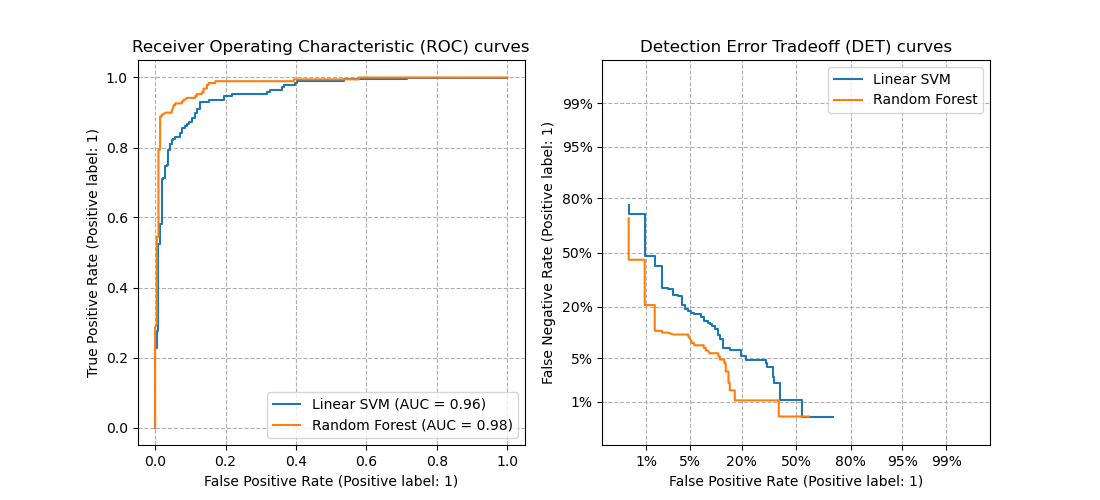 Receiver Operating Characteristic (ROC) curves
True Positive Rate (Positive label: 1)
1.0
0.8
0.6
0.4
0.2
0.0
Linear SVM (AUC = 0.96)
Random Forest (AUC = 0.98)
0.0 0.2 0.4 0.6 0.8 1.0
False Positive Rate (Positive label: 1)
Detection Error Tradeoff (DET) curves
False Negative Rate (Positive label: 1)
Linear SVM
Random Forest
99%
95%
80%
50%
20%
5%
1%
1% 5% 20% 50% 80% 95% 99%
False Positive Rate (Positive label: 1)